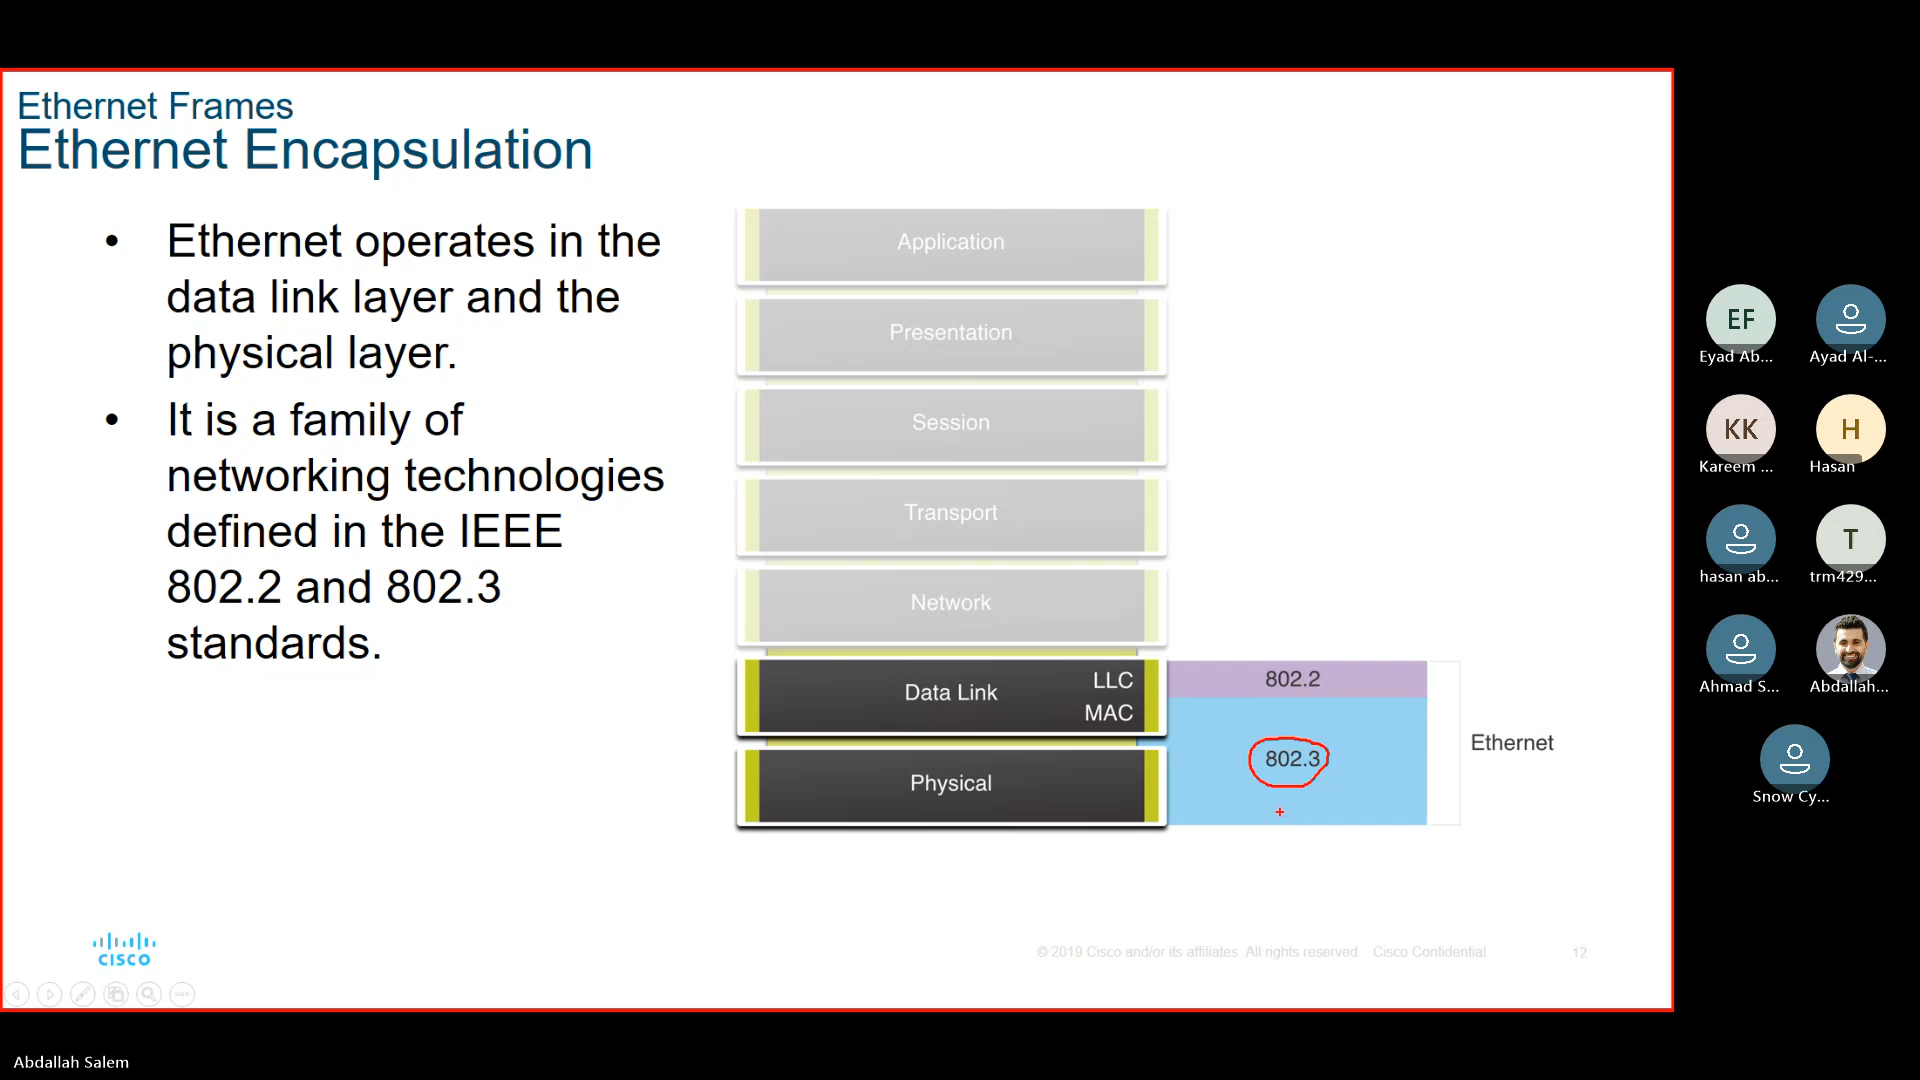 Ethernet Frames
Ethernet Encapsulation
• Ethernet operates in the
data link layer and the
physical layer.
• It is a family of
networking technologies
defined in the IEEE
802.2 and 802.3
standards.
Application
Presentation
Session
Transport
Network
Data Link
LLC
MAC
Physical
802.2
802.3
Ethernet
CISCO
© 2019 Cisco and/or its affiliates. All rights reserved. Cisco Confidential
12
EF
Eyad Ab...
Ayad Al-...
KK
Kareem ...
H
Hasan
hasan ab...
T
trm429...
Ahmad S...
Abdallah...
Snow Cy...
Abdallah Salem